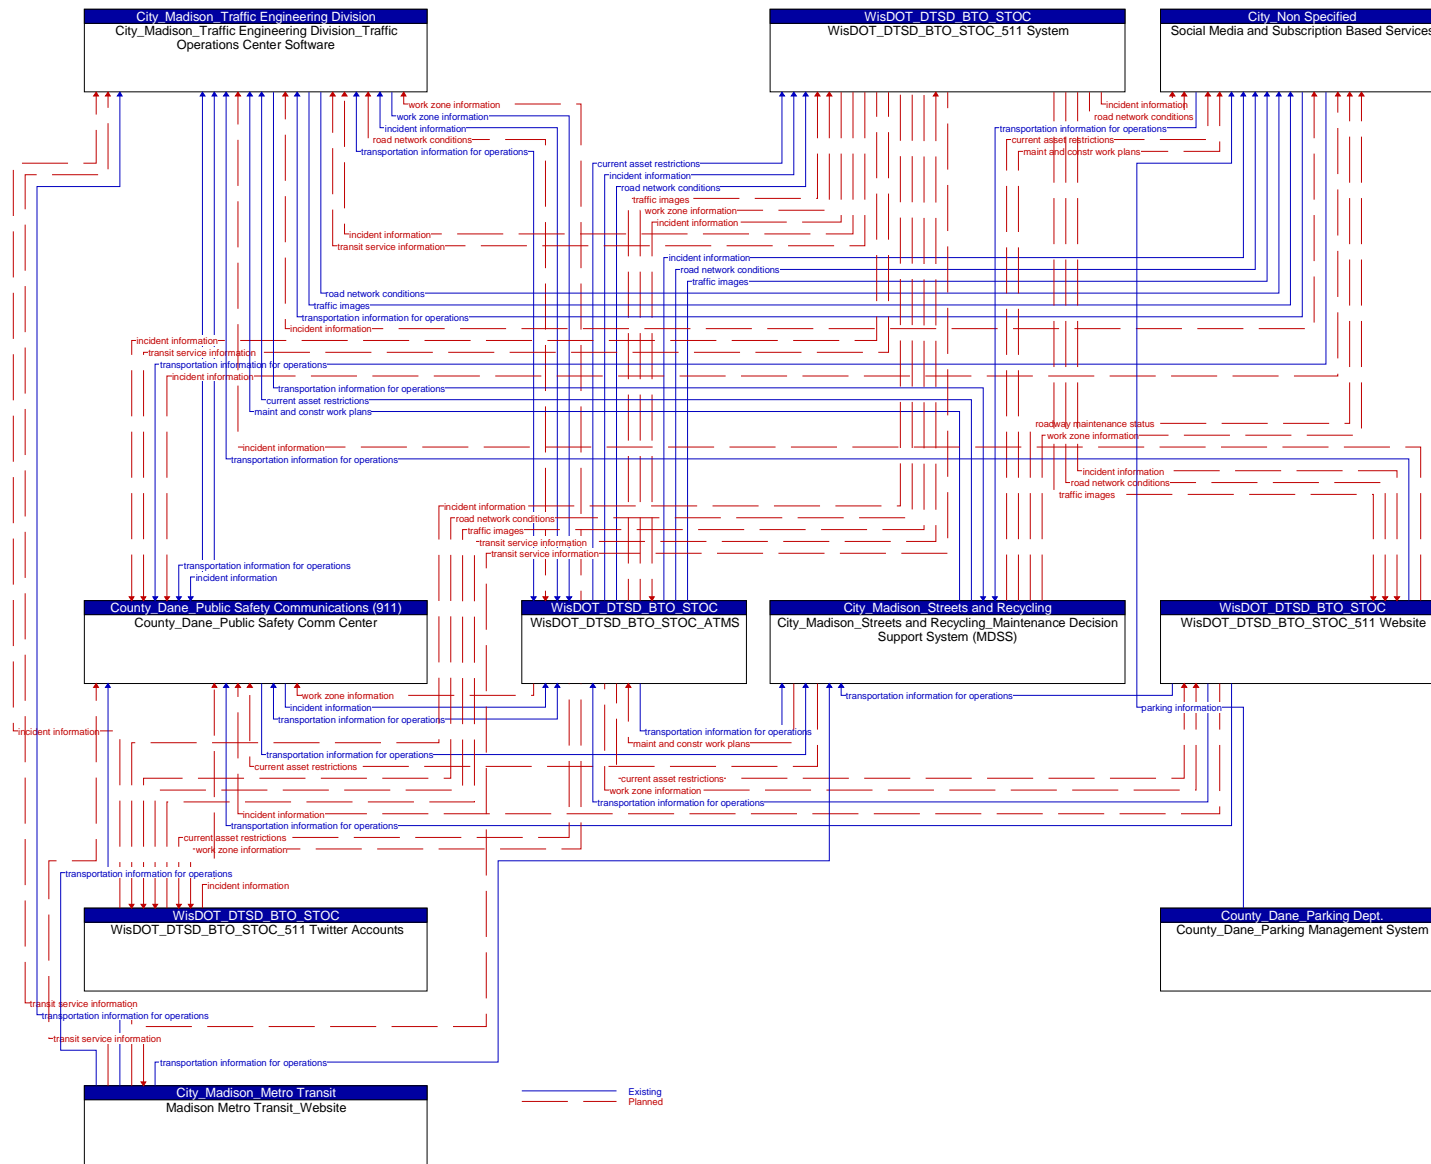 City_Madison_Traffic Engineering Division
City_Madison_Traffic Engineering Division_Traffic
Operations Center Software
WisDOT_DTSD_BTO_STOC
WisDOT_DTSD_BTO_STOC_511 System
City_Non Specified
Social Media and Subscription Based Services
work zone information
work zone information
incident information
road network conditions
transportation information for operations
incident information
road network conditions
transportation information for operations
current asset restrictions
maint and constr work plans
current asset restrictions
incident information
road network conditions
traffic images
work zone information
incident information
incident information
transit service information
incident information
road network conditions
traffic images
road network conditions
traffic images
transportation information for operations
incident information
incident information
transit service information
transportation information for operations
incident information
transportation information for operations
current asset restrictions
maint and constr work plans
roadway maintenance status
work zone information
incident information
transportation information for operations
incident information
road network conditions
traffic images
incident information
road network conditions
traffic images
transit service information
transit service information
transportation information for operations
incident information
County_Dane_Public Safety Communications (911)
County_Dane_Public Safety Comm Center
WisDOT_DTSD_BTO_STOC
WisDOT_DTSD_BTO_STOC_ATMS
City_Madison_Streets and Recycling
City_Madison_Streets and Recycling_Maintenance Decision
Support System (MDSS)
WisDOT_DTSD_BTO_STOC
WisDOT_DTSD_BTO_STOC_511 Website
work zone information
incident information
transportation information for operations
transportation information for operations
parking information
incident information
transportation information for operations
maint and constr work plans
transportation information for operations
current asset restrictions
current asset restrictions
work zone information
transportation information for operations
incident information
transportation information for operations
current asset restrictions
work zone information
transportation information for operations
incident information
WisDOT_DTSD_BTO_STOC
WisDOT_DTSD_BTO_STOC_511 Twitter Accounts
County_Dane_Parking Dept.
County_Dane_Parking Management System
transit service information
transportation information for operations
transit service information
transportation information for operations
City_Madison_Metro Transit
Madison Metro Transit_Website
Existing
Planned